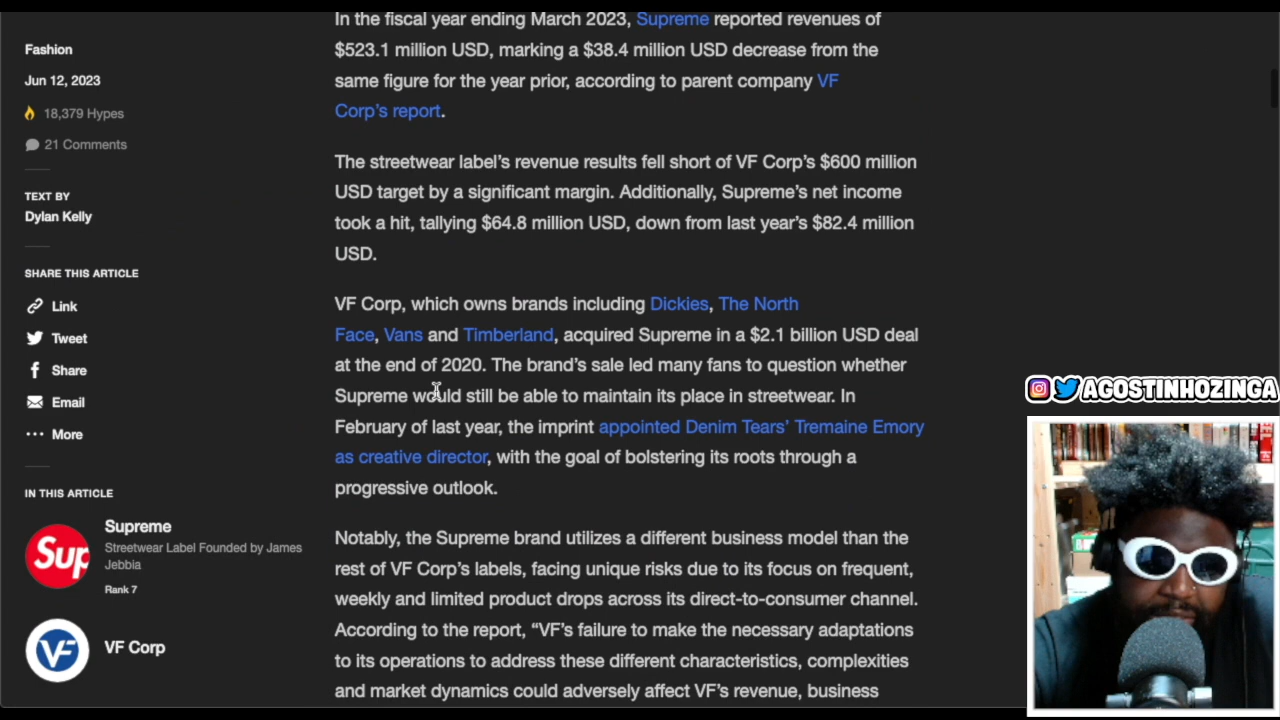 Fashion
Jun 12, 2023
18,379 Hypes
21 Comments
TEXT BY
Dylan Kelly
SHARE THIS ARTICLE
Link
Tweet
Share
Email
More
IN THIS ARTICLE
Sup
Supreme
Streetwear Label Founded by James
Jebbia
Rank 7
VF
VF Corp
In the fiscal year ending March 2023, Supreme reported revenues of
$523.1 million USD, marking a $38.4 million USD decrease from the
same figure for the year prior, according to parent company VF
Corp’s report.
The streetwear label’s revenue results fell short of VF Corp’s $600 million
USD target by a significant margin. Additionally, Supreme’s net income
took a hit, tallying $64.8 million USD, down from last year’s $82.4 million
USD.
VF Corp, which owns brands including Dickies, The North
Face, Vans and Timberland, acquired Supreme in a $2.1 billion USD deal
at the end of 2020. The brand’s sale led many fans to question whether
Supreme would still be able to maintain its place in streetwear. In
February of last year, the imprint appointed Denim Tears’ Tremaine Emory
as creative director, with the goal of bolstering its roots through a
progressive outlook.
Notably, the Supreme brand utilizes a different business model than the
rest of VF Corp’s labels, facing unique risks due to its focus on frequent,
weekly and limited product drops across its direct-to-consumer channel.
According to the report, “VF’s failure to make the necessary adaptations
to its operations to address these different characteristics, complexities
and market dynamics could adversely affect VF’s revenue, business
AGOSTINHOZINGA